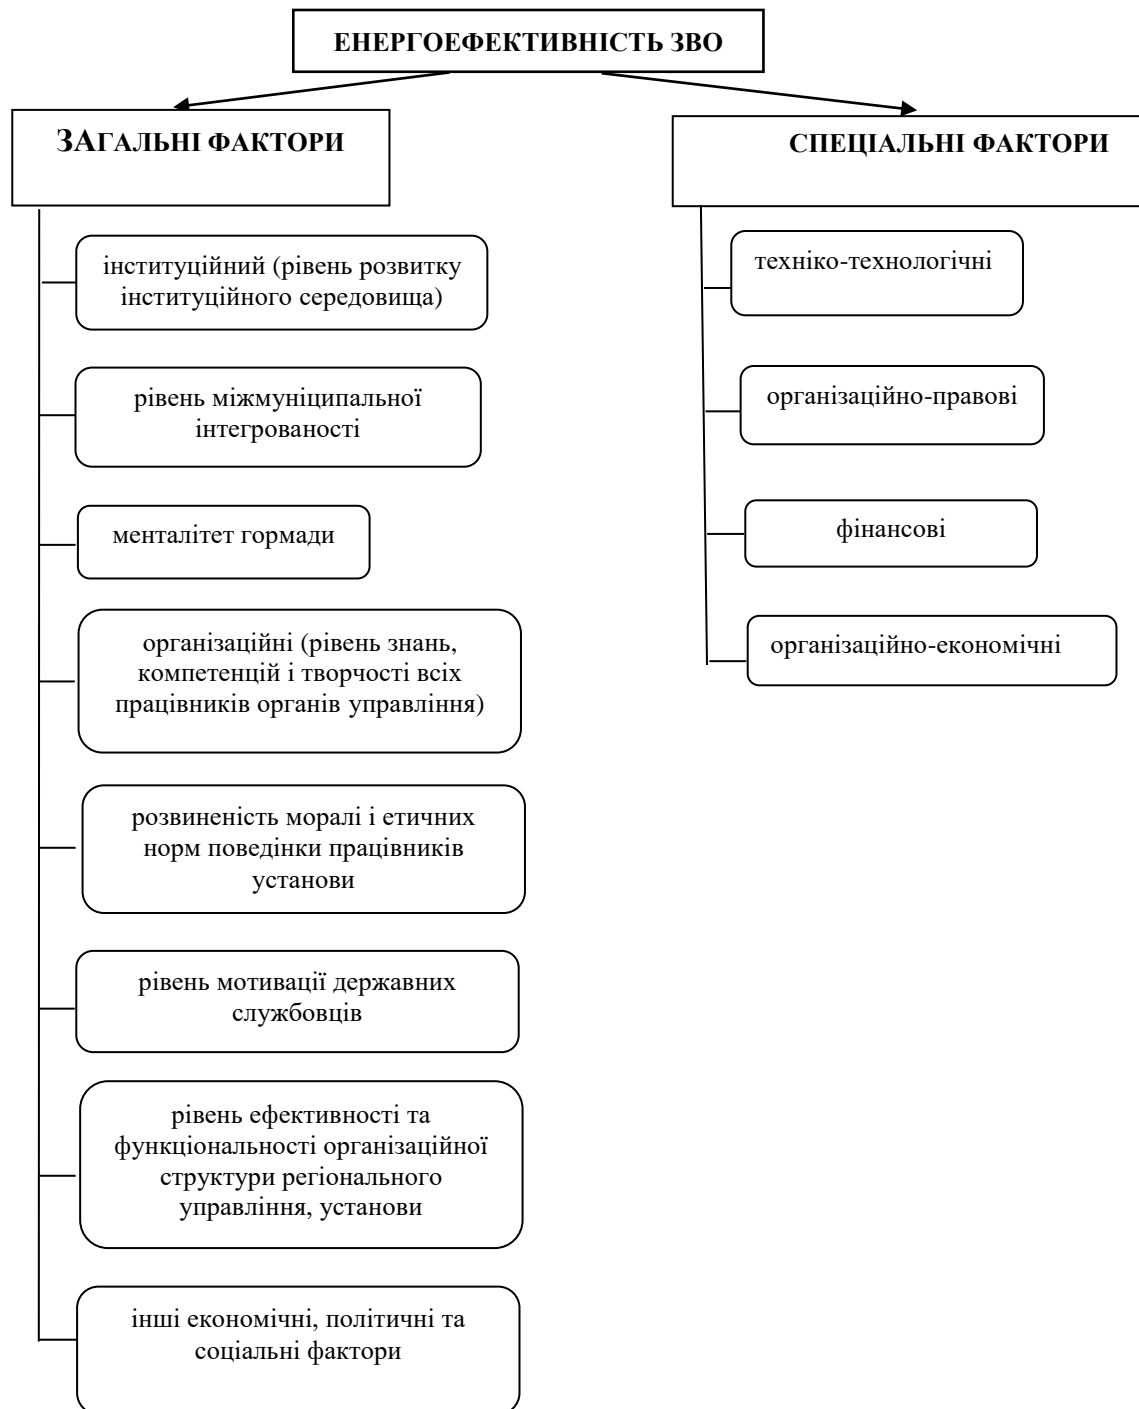 ЕНЕРГОЕФЕКТИВНІСТЬ ЗВО
ЗАГАЛЬНІ ФАКТОРИ
інституційний (рівень розвитку
інституційного середовища)
рівень міжмуніципальної
інтегрованості
менталітет гормади
організаційні (рівень знань,
компетенцій і творчості всіх
працівників органів управління)
розвиненість моралі і етичних
норм поведінки працівників
установи
рівень мотивації державних
службовців
рівень ефективності та
функціональності організаційної
структури регіонального
управління, установи
інші економічні, політичні та
соціальні фактори
СПЕЦІАЛЬНІ ФАКТОРИ
техніко-технологічні
організаційно-правові
фінансові
організаційно-економічні